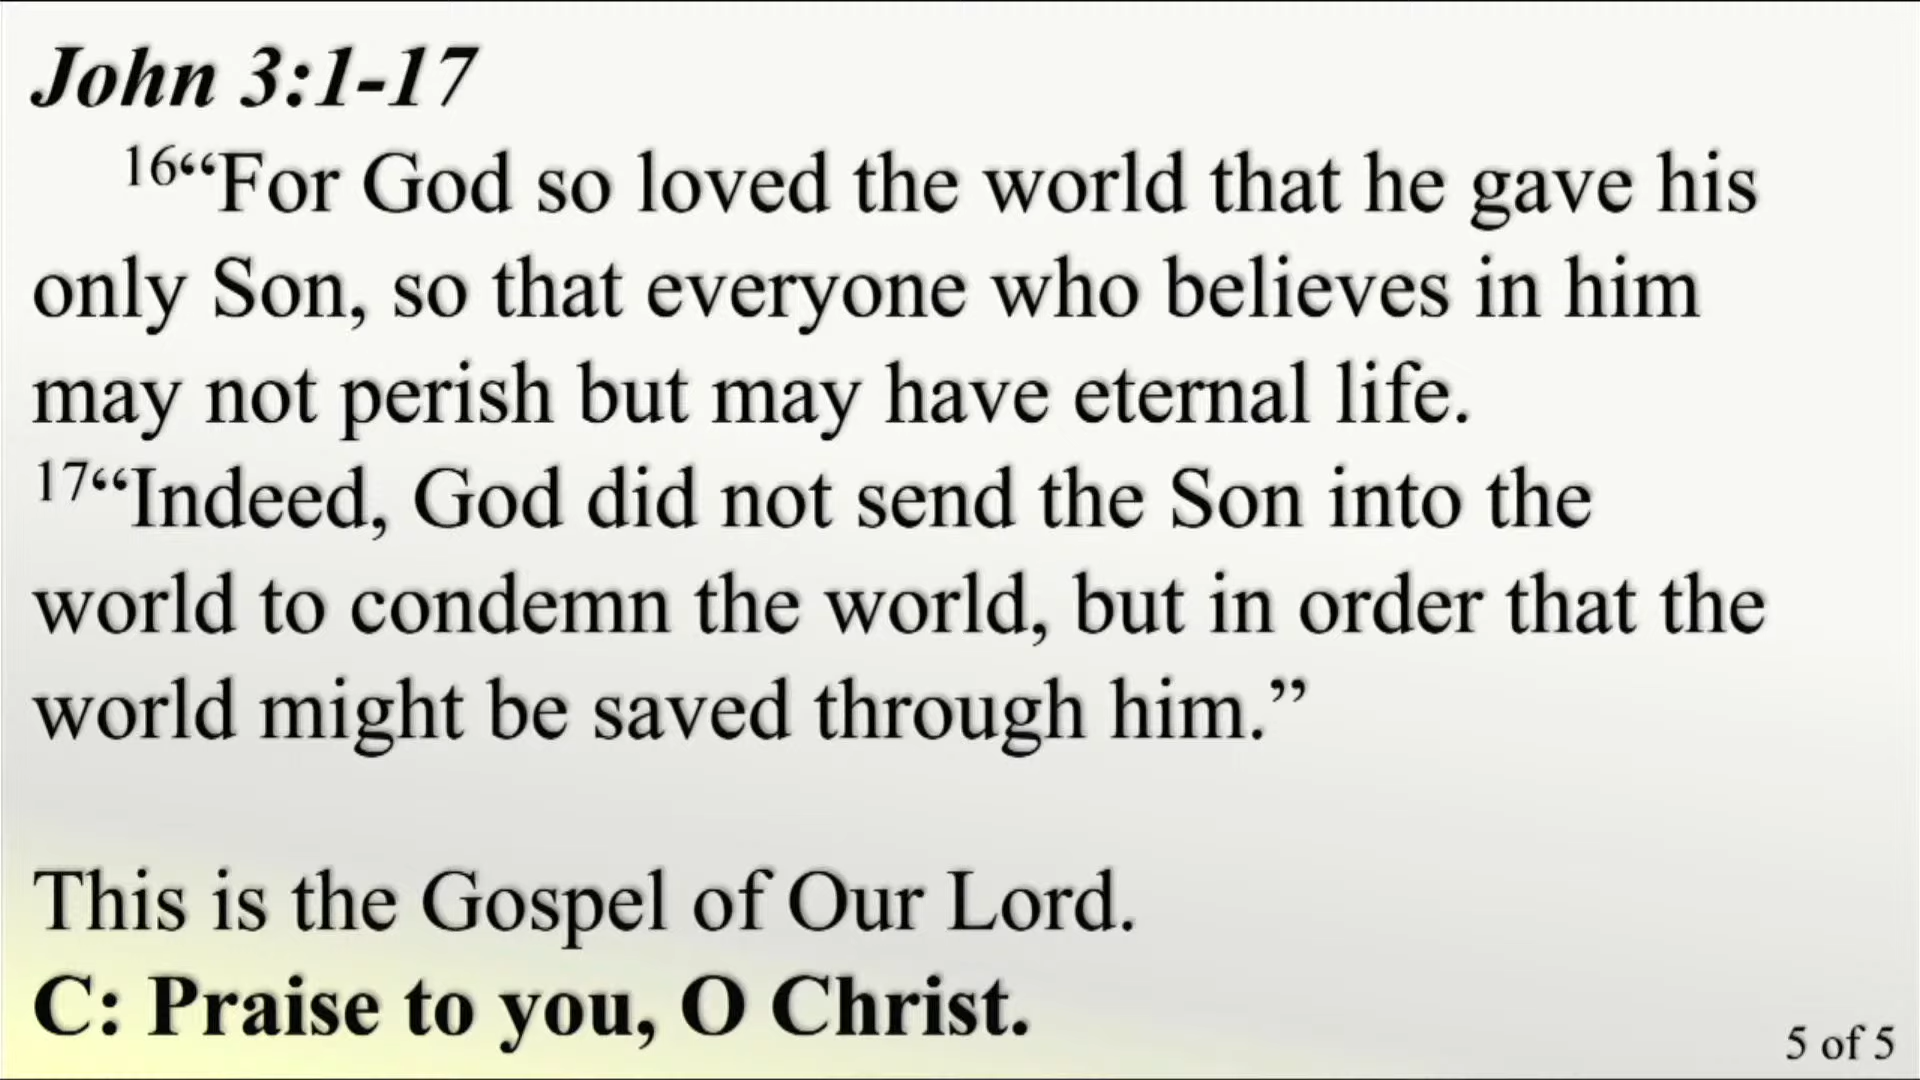 John 3:1-17
16“For God so loved the world that he gave his
only Son, so that everyone who believes in him
may not perish but may have eternal life.
17“Indeed, God did not send the Son into the
world to condemn the world, but in order that the
world might be saved through him.”
This is the Gospel of Our Lord.
C: Praise to you, O Christ.
5 of 5